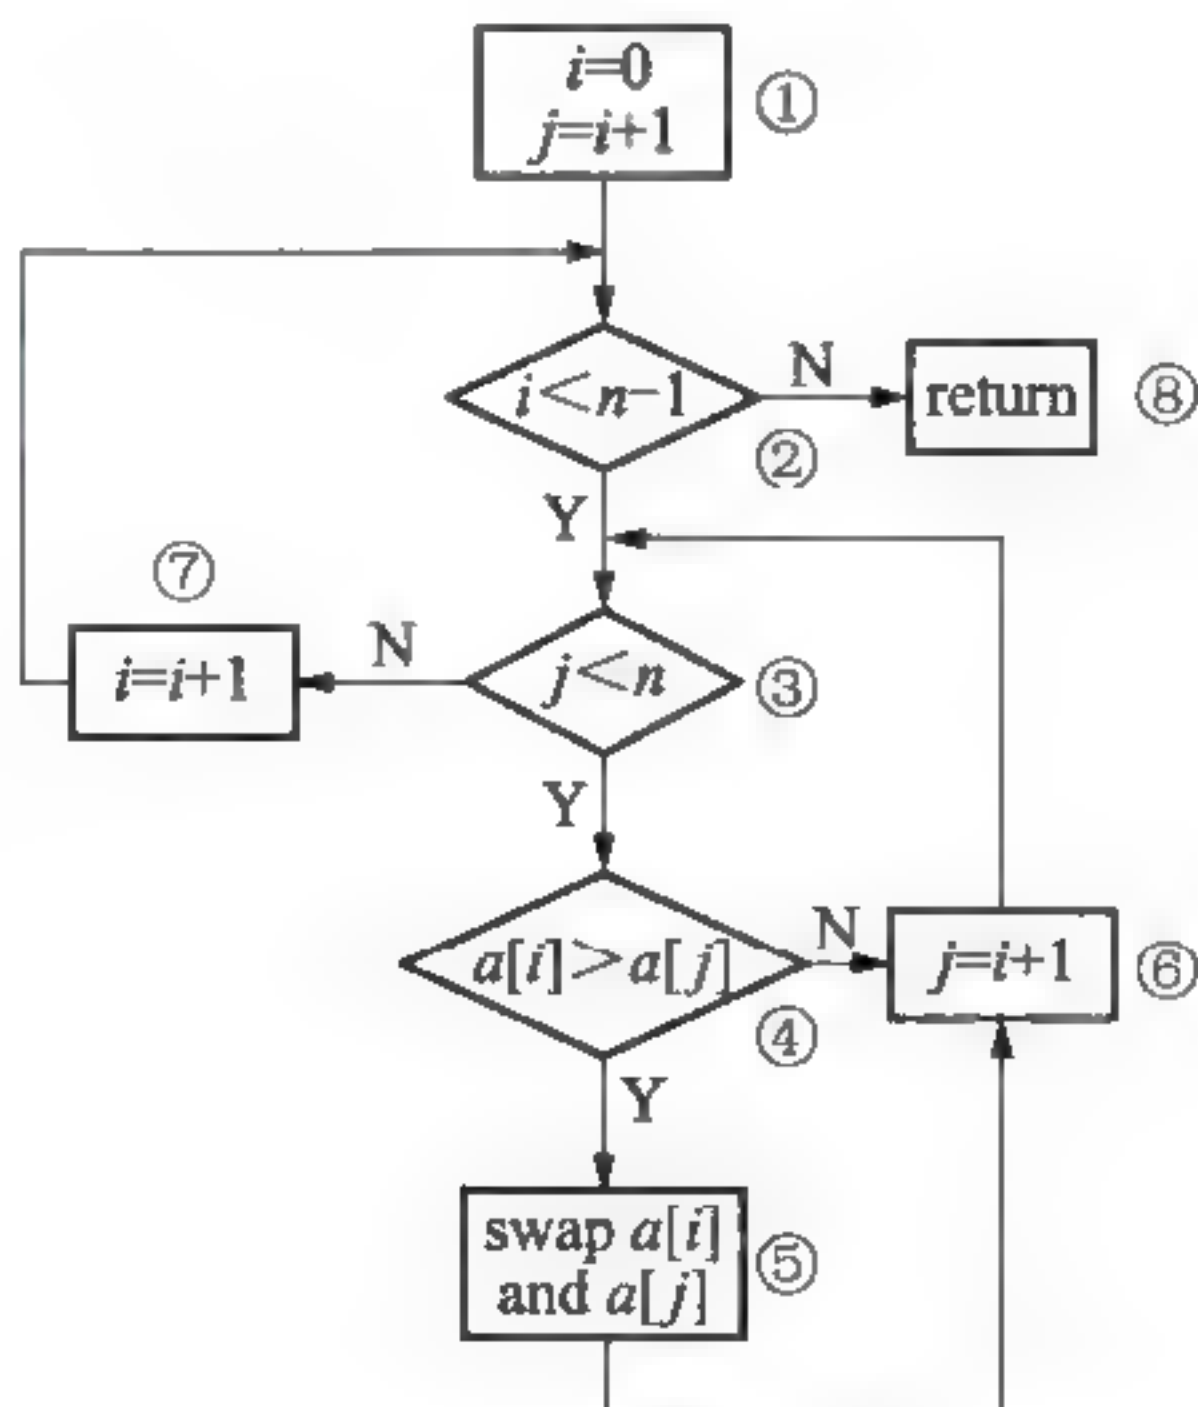 i=0
j=i+1
①
i<n-1
N
return
⑧
②
Y
⑦
i=i+1
N
j<n
③
Y
a[i]>a[j]
N
j=i+1
⑥
④
Y
swap a[i]
and a[j]
⑤